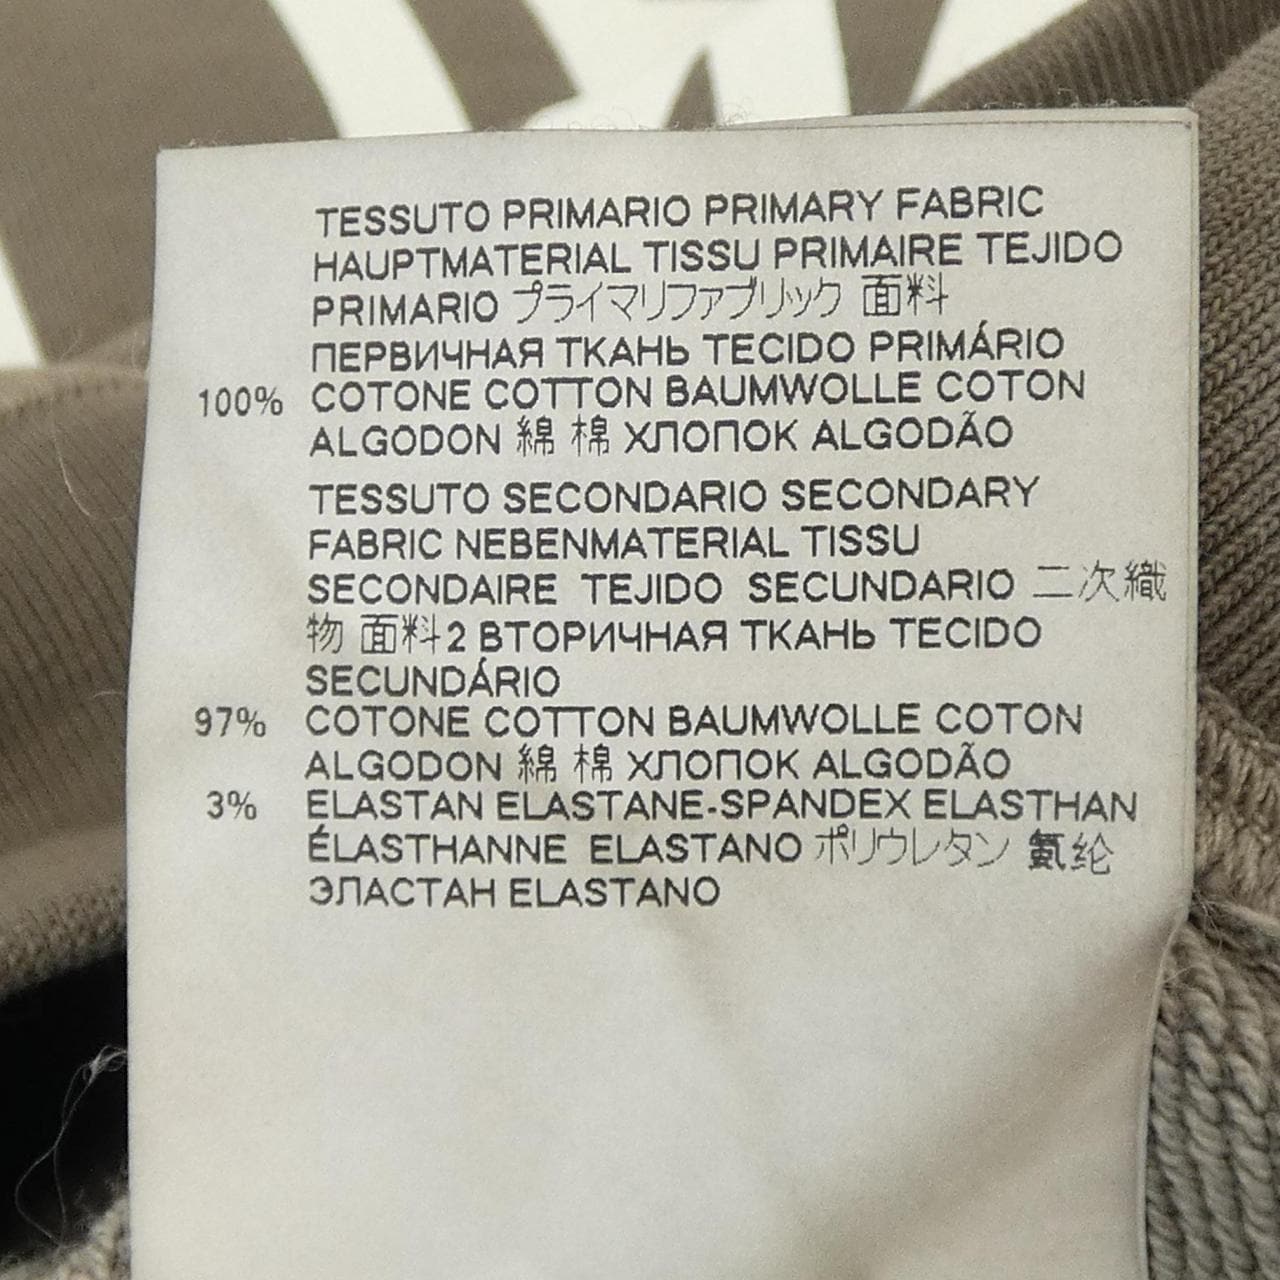 TESSUTO PRIMARIO PRIMARY FABRIC
HAUPTMATERIAL TISSU PRIMAIRE TEJIDO
PRIMARIO プライマリファブリック 面料
ПЕРВИЧНАЯ ТКАНЬ TECIDO PRIMÁRIO
100% COTONE COTTON BAUMWOLLE COTON
ALGODON 綿 棉 ХЛОПОК ALGODÃO
TESSUTO SECONDARIO SECONDARY
FABRIC NEBENMATERIAL TISSU
SECONDAIRE TEJIDO SECUNDARIO 二次織
物 面料2 ВТОРИЧНАЯ ТКАНЬ TECIDO
SECUNDÁRIO
97% COTONE COTTON BAUMWOLLE COTON
ALGODON 綿 棉 ХЛОПОК ALGODÃO
3% ELASTAN ELASTANE-SPANDEX ELASTHAN
ÉLASTHANNE ELASTANO ポリウレタン 氨纶
ЭЛАСТАН ELASTANO